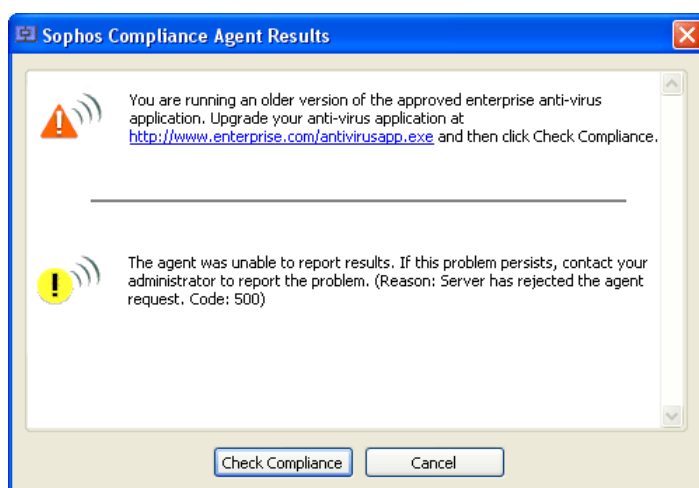 Sophos Compliance Agent Results
You are running an older version of the approved enterprise anti-virus
application. Upgrade your anti-virus application at
http://www.enterprise.com/antivirusapp.exe and then click Check Compliance.
The agent was unable to report results. If this problem persists, contact your
administrator to report the problem. (Reason: Server has rejected the agent
request. Code: 500)
Check Compliance
Cancel